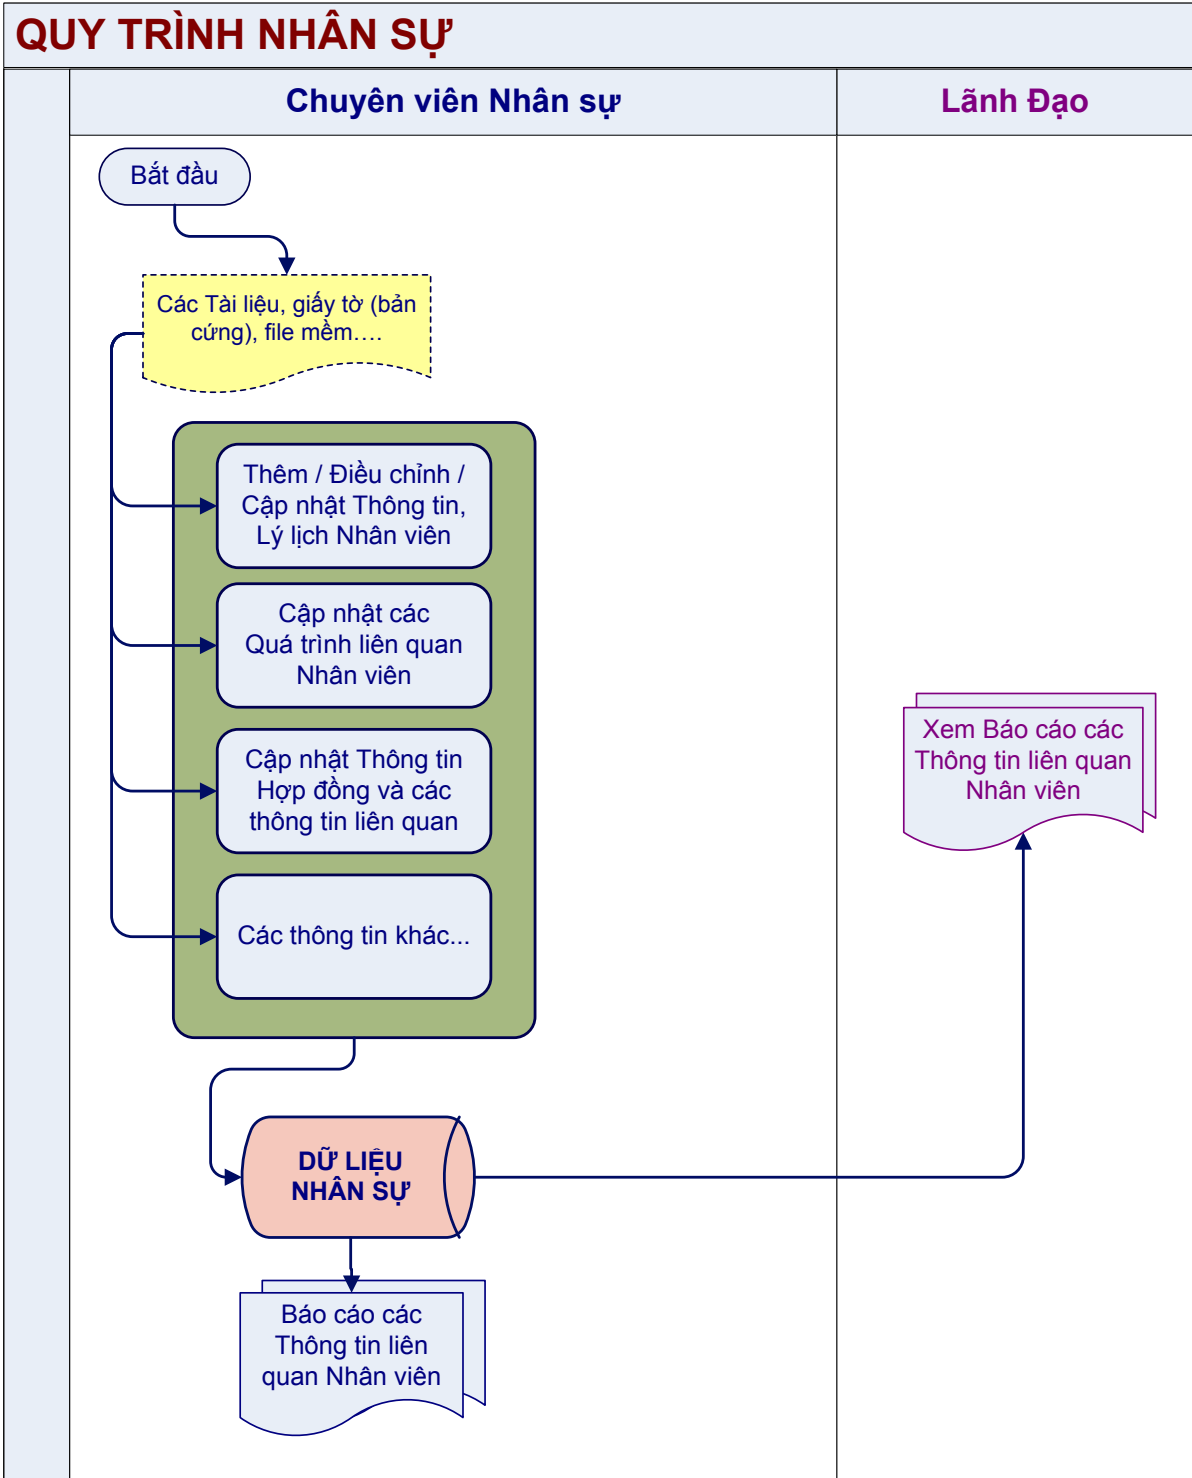 QUY TRÌNH NHÂN SỰ
Chuyên viên Nhân sự
Lãnh Đạo
Bắt đầu
Các Tài liệu, giấy tờ (bản
cứng), file mềm….
Thêm / Điều chỉnh /
Cập nhật Thông tin,
Lý lịch Nhân viên
Cập nhật các
Quá trình liên quan
Nhân viên
Cập nhật Thông tin
Hợp đồng và các
thông tin liên quan
Các thông tin khác...
Xem Báo cáo các
Thông tin liên quan
Nhân viên
DỮ LIỆU
NHÂN SỰ
Báo cáo các
Thông tin liên
quan Nhân viên